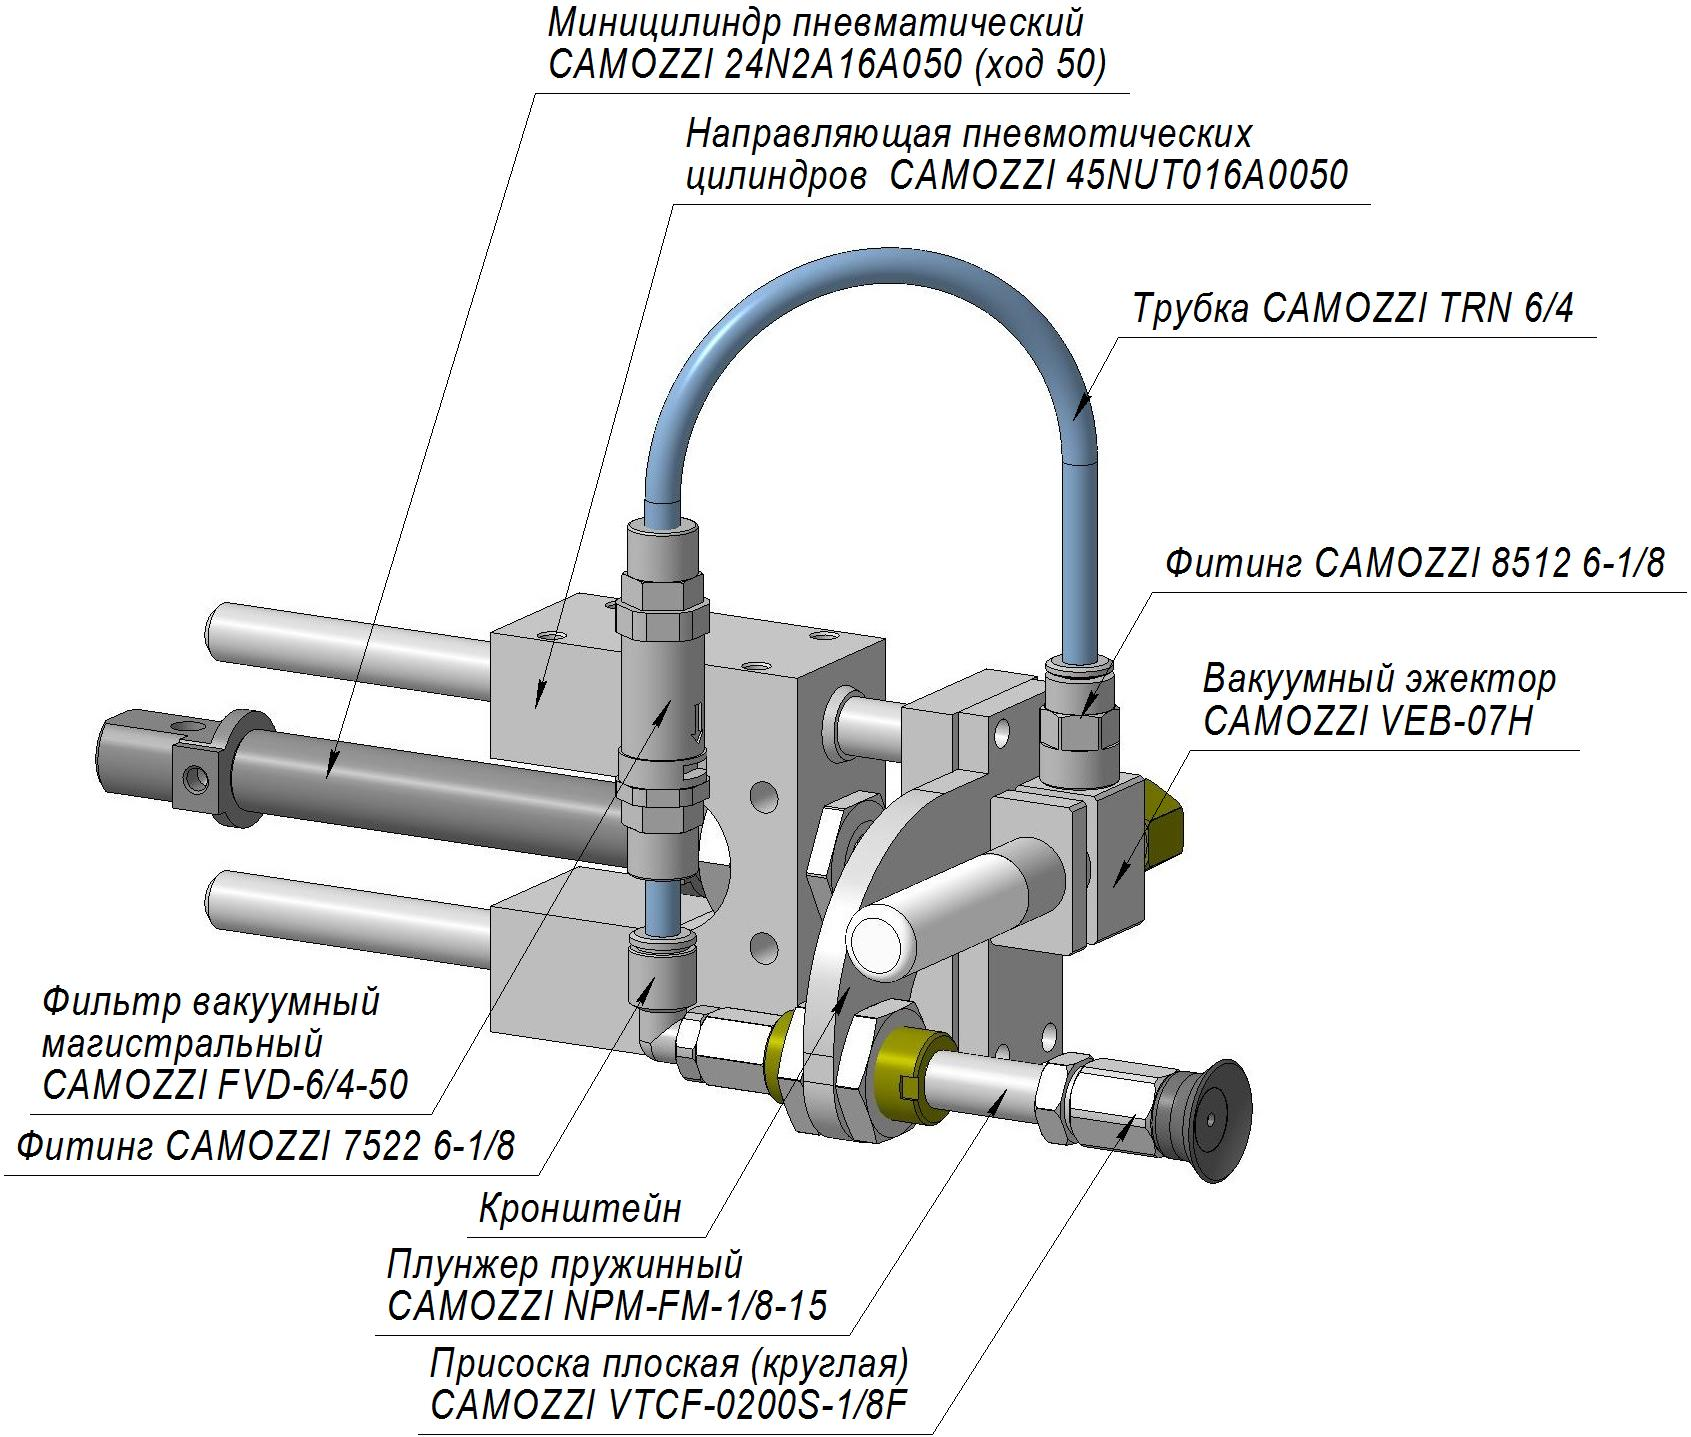 Миницилиндр пневматический
CAMOZZI 24N2A16A050 (ход 50)
Направляющая пневмотических
цилиндров CAMOZZI 45NUT016A0050
Трубка CAMOZZI TRN 6/4
Фитинг CAMOZZI 8512 6-1/8
Вакуумный эжектор
CAMOZZI VEB-07H
Фильтр вакуумный
магистральный
CAMOZZI FVD-6/4-50
Фитинг CAMOZZI 7522 6-1/8
Кронштейн
Плунжер пружинный
CAMOZZI NPM-FM-1/8-15
Присоска плоская (круглая)
CAMOZZI VTCF-0200S-1/8F